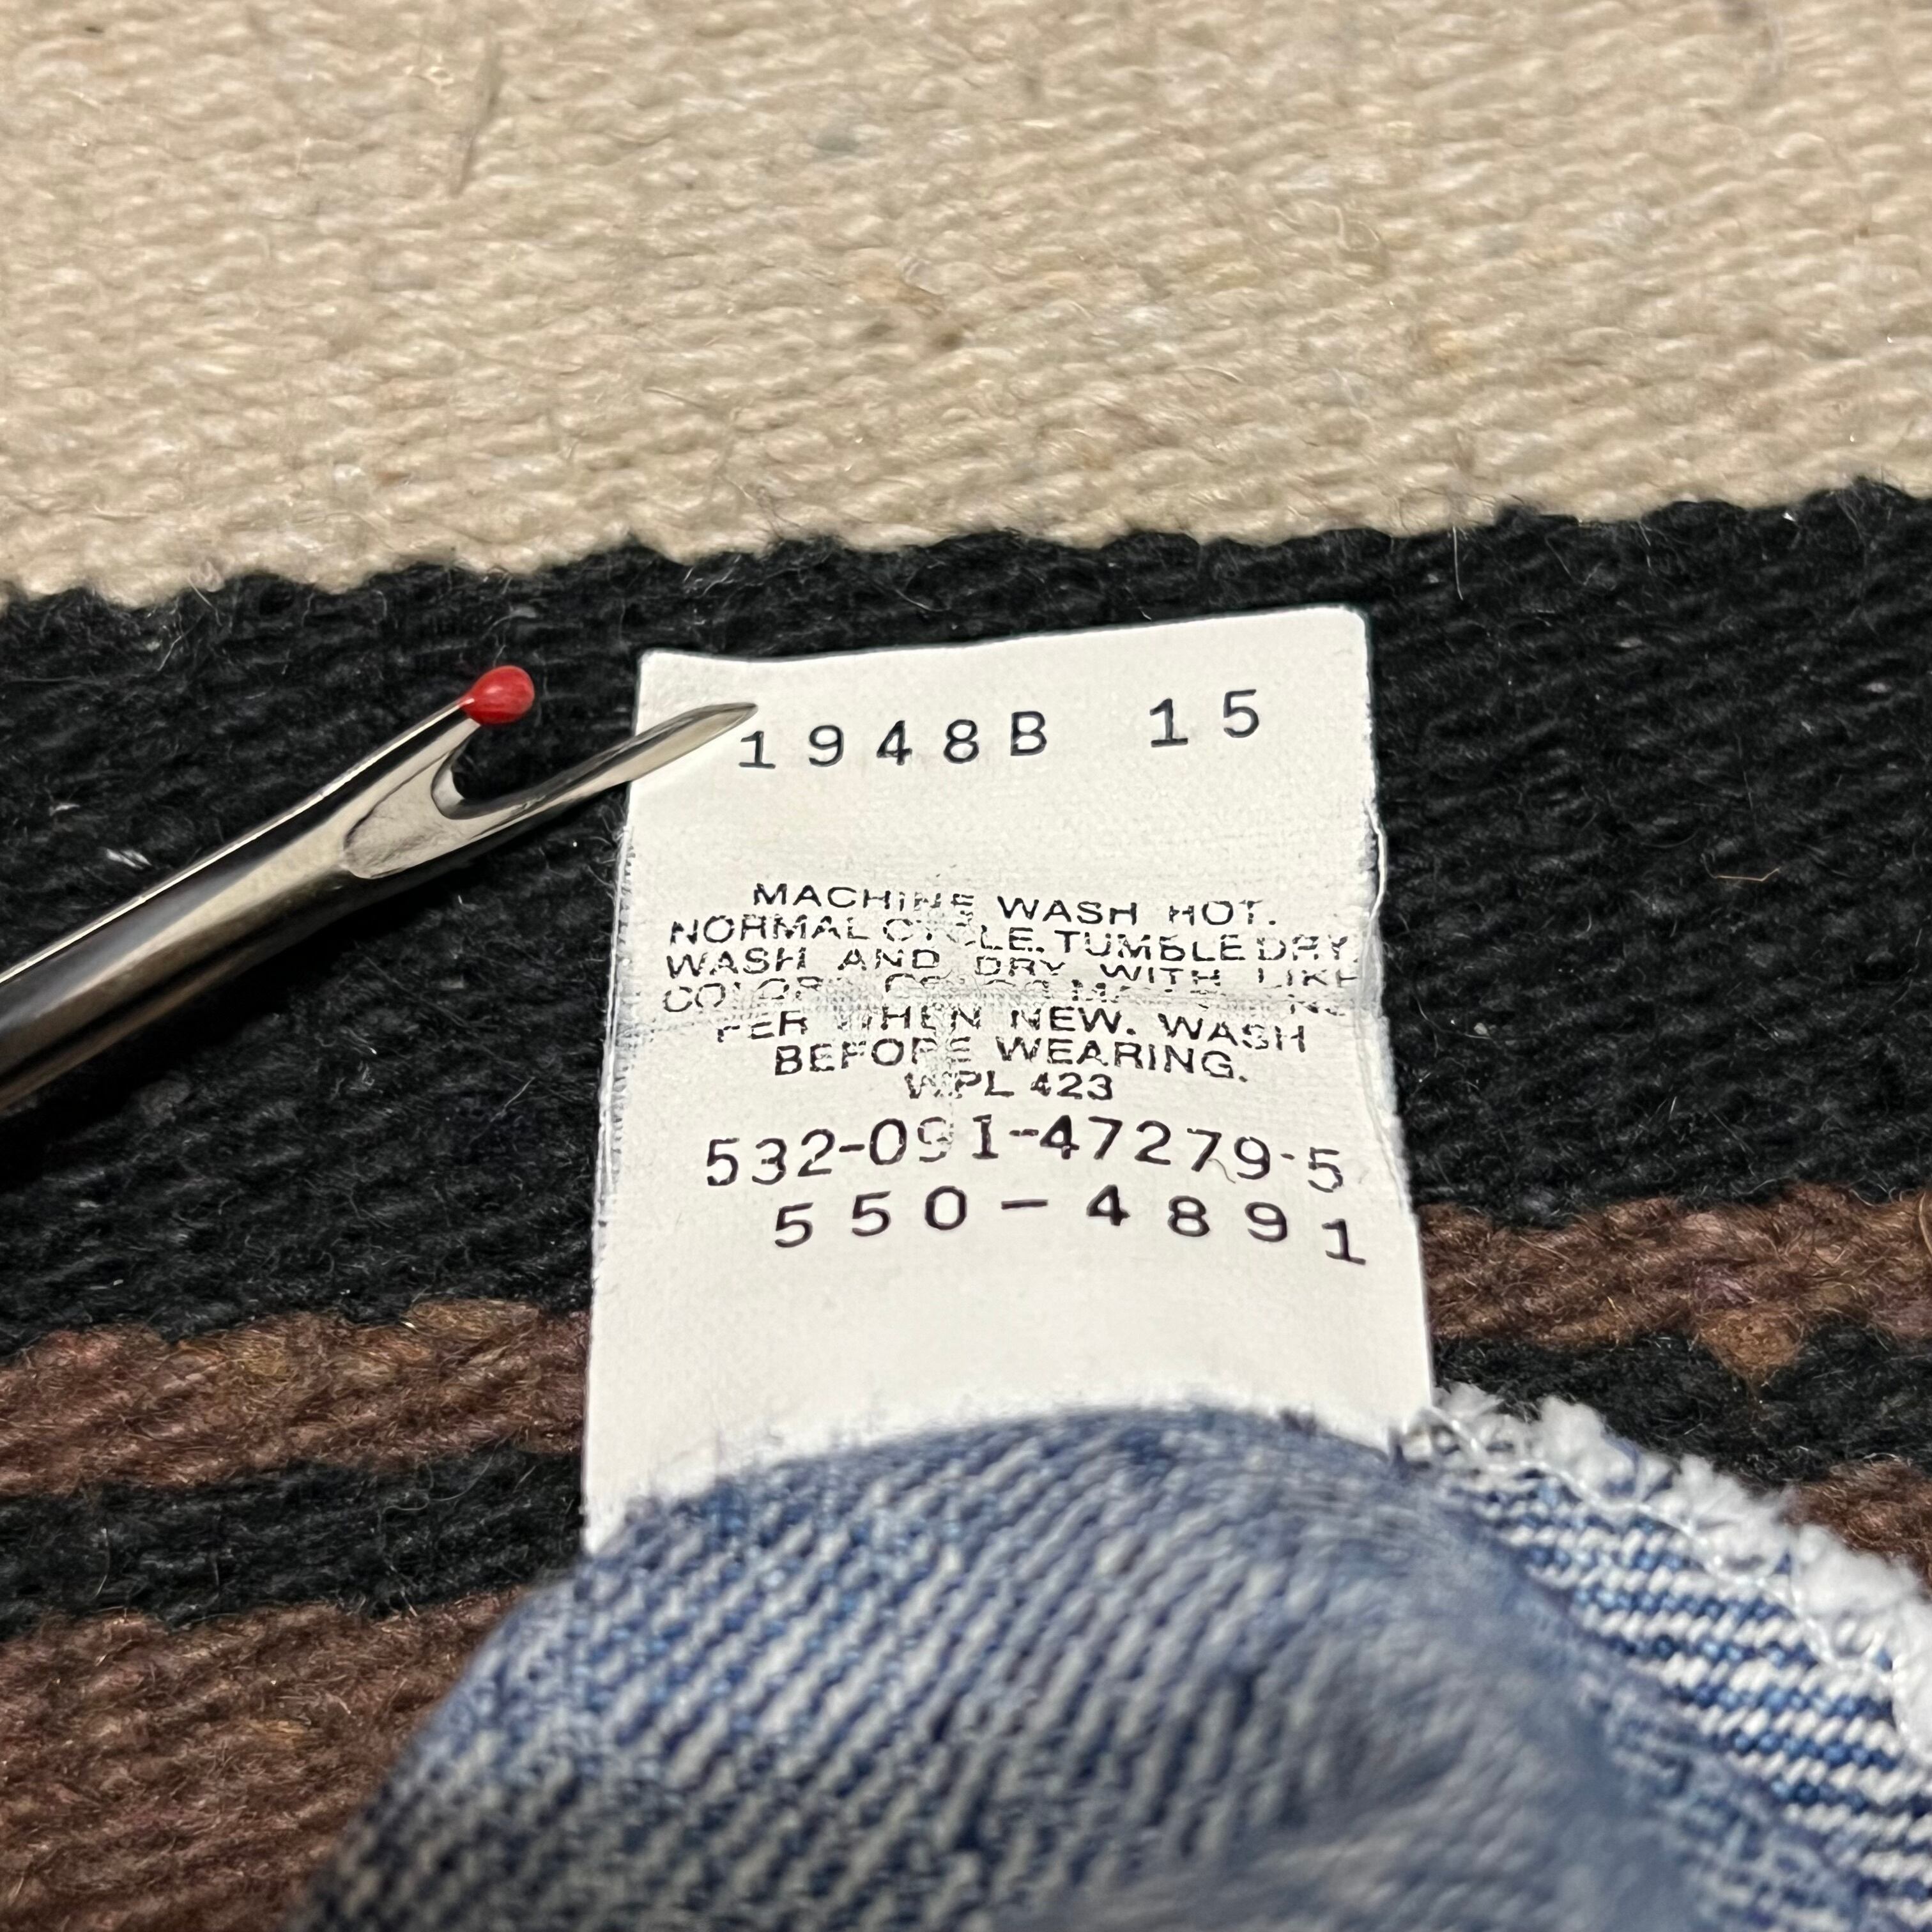 1948B 15
MACHINE WASH HOT.
NORMAL CYCLE. TUMBLE DRY.
WASH AND DRY WITH LIKE
COLORS.
FER WHEN NEW. WASH
BEFORE WEARING.
WPL 423
532-091-47279-5
550-4891